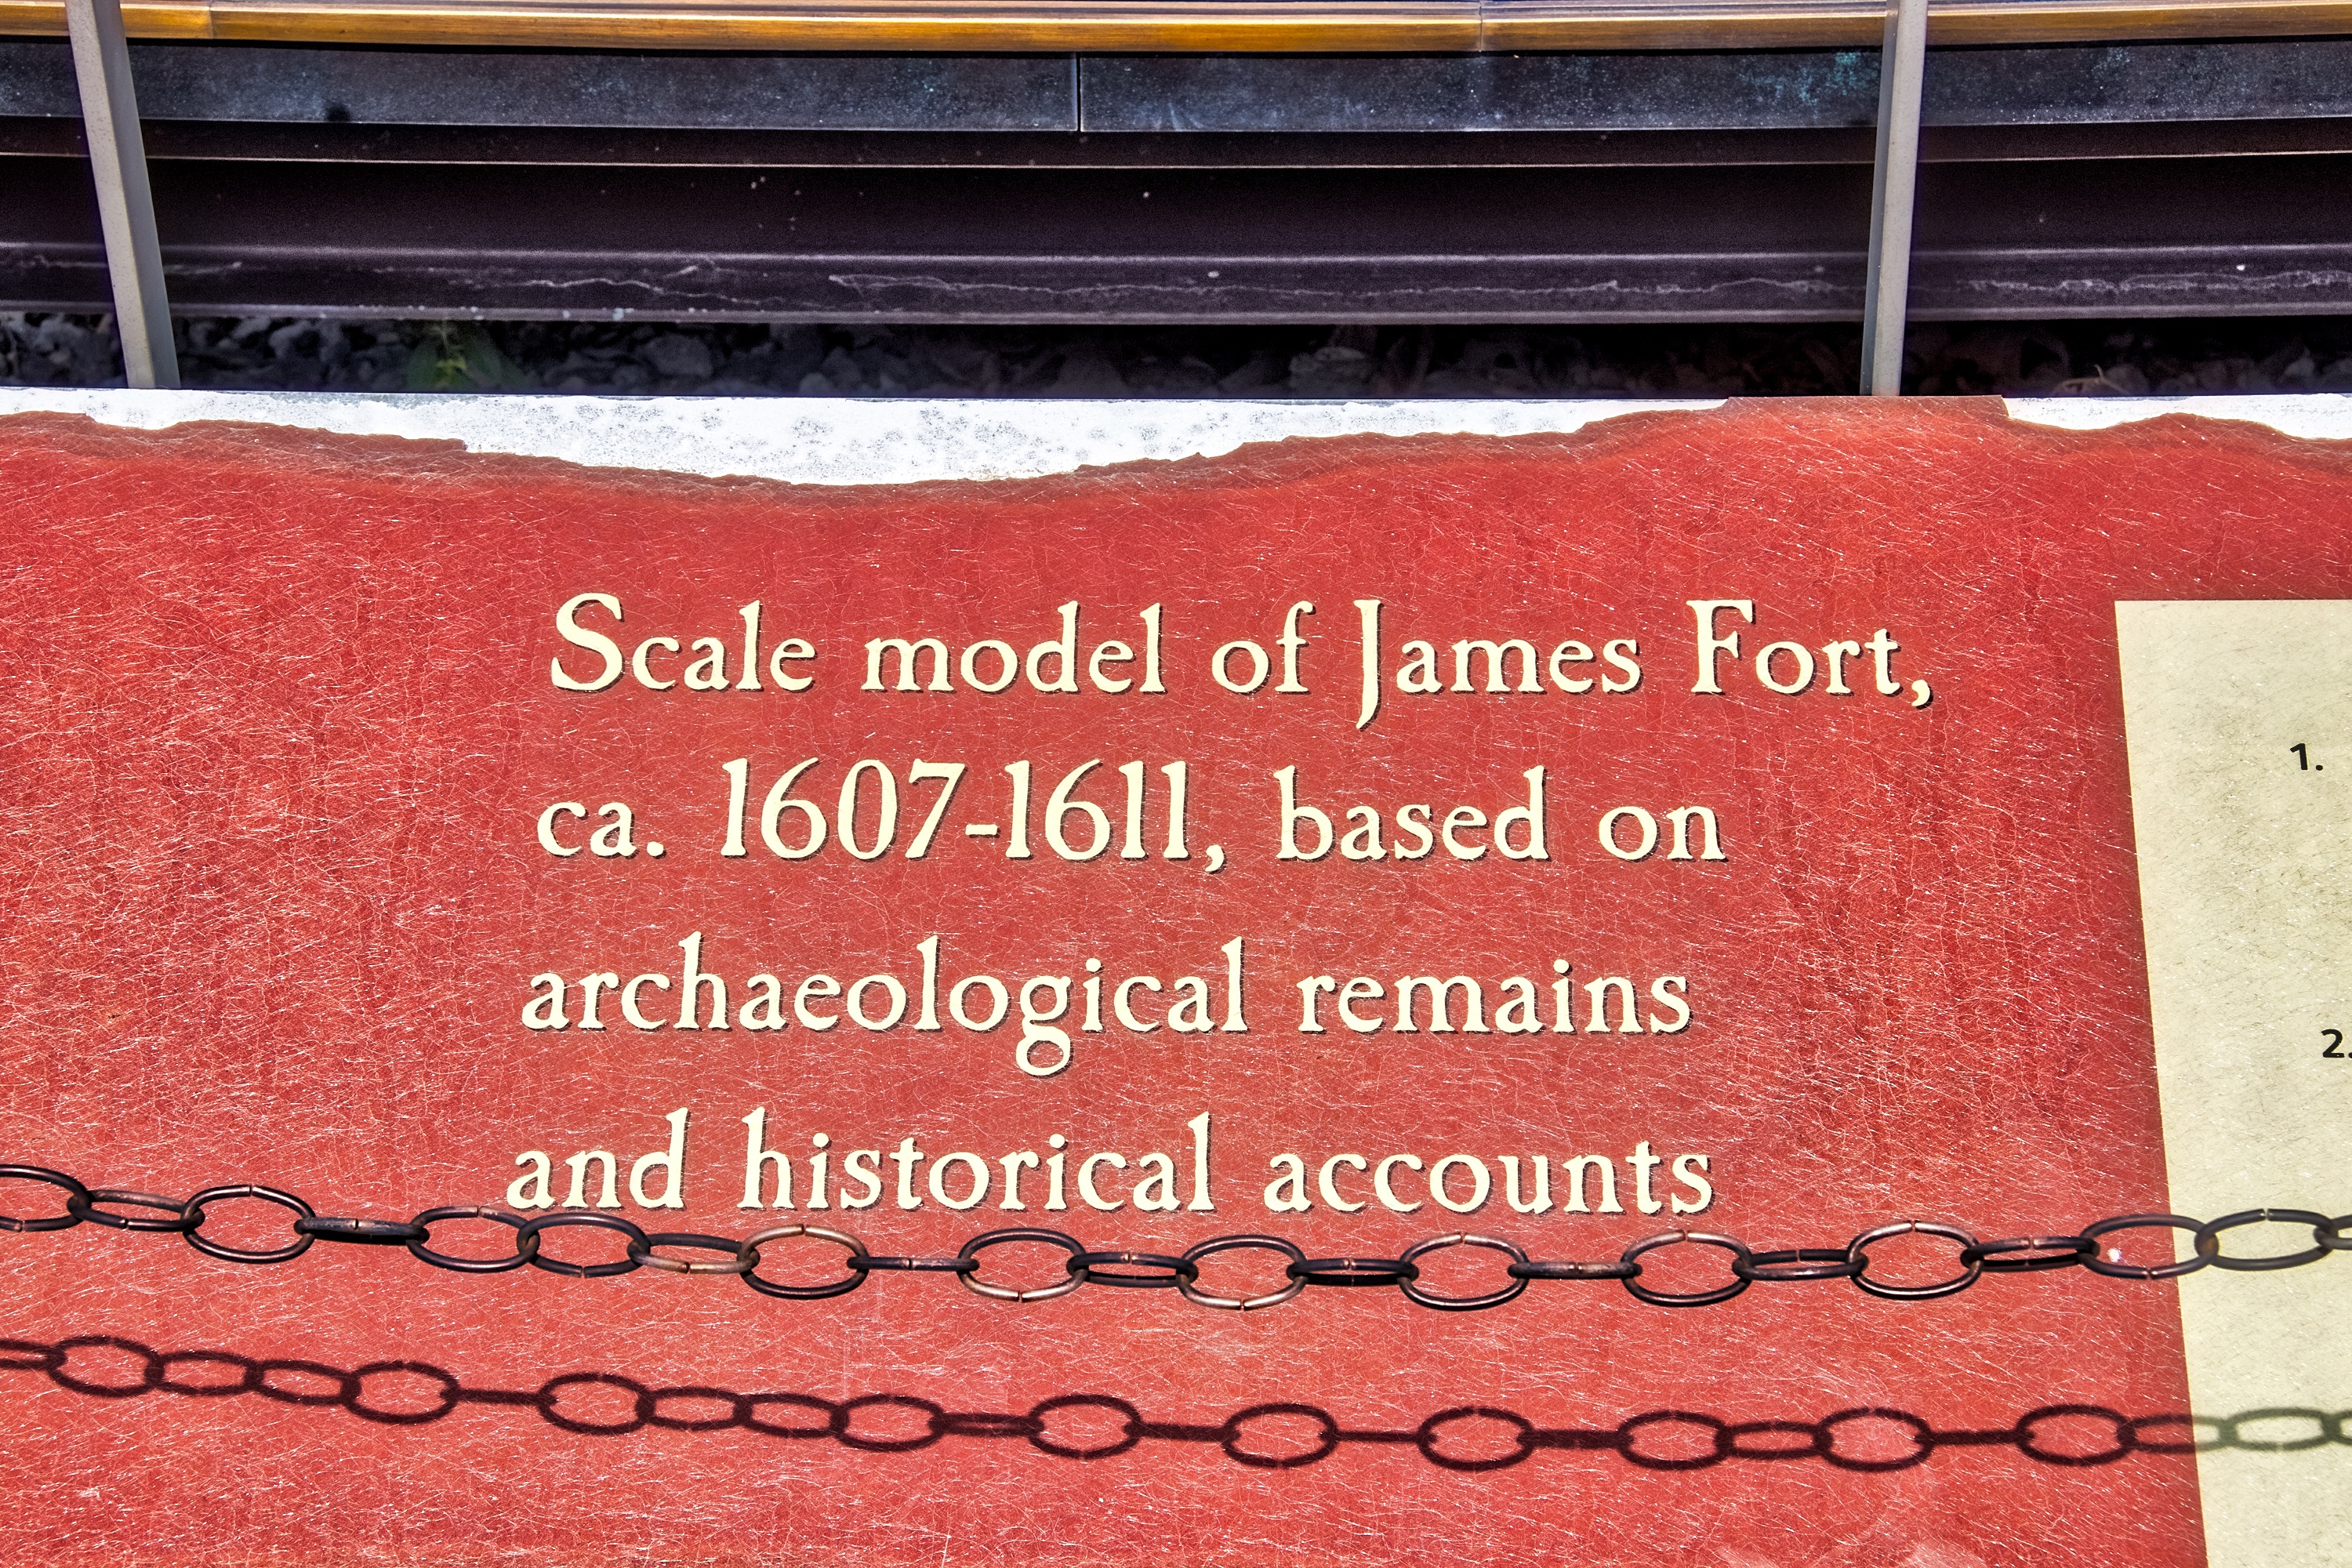 Scale model of James Fort,
ca. 1607-1611, based on
archaeological remains
and historical accounts
1.
2.